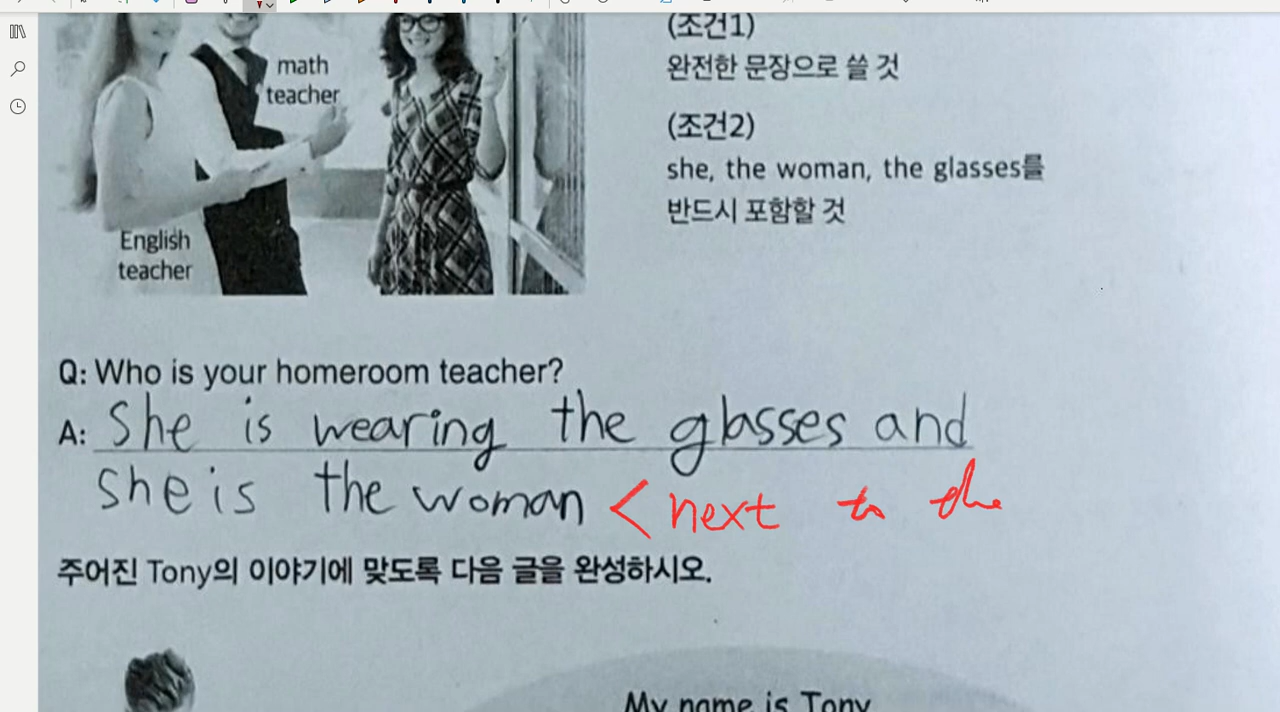 (조건1)
math
teacher
완전한 문장으로 쓸 것
(조건2)
she, the woman, the glasses를
반드시 포함할 것
English
teacher
Q: Who is your homeroom teacher?
A: She is wearing the glasses and
she is the woman < next to the
주어진 Tony의 이야기에 맞도록 다음 글을 완성하시오.
My name is Tony